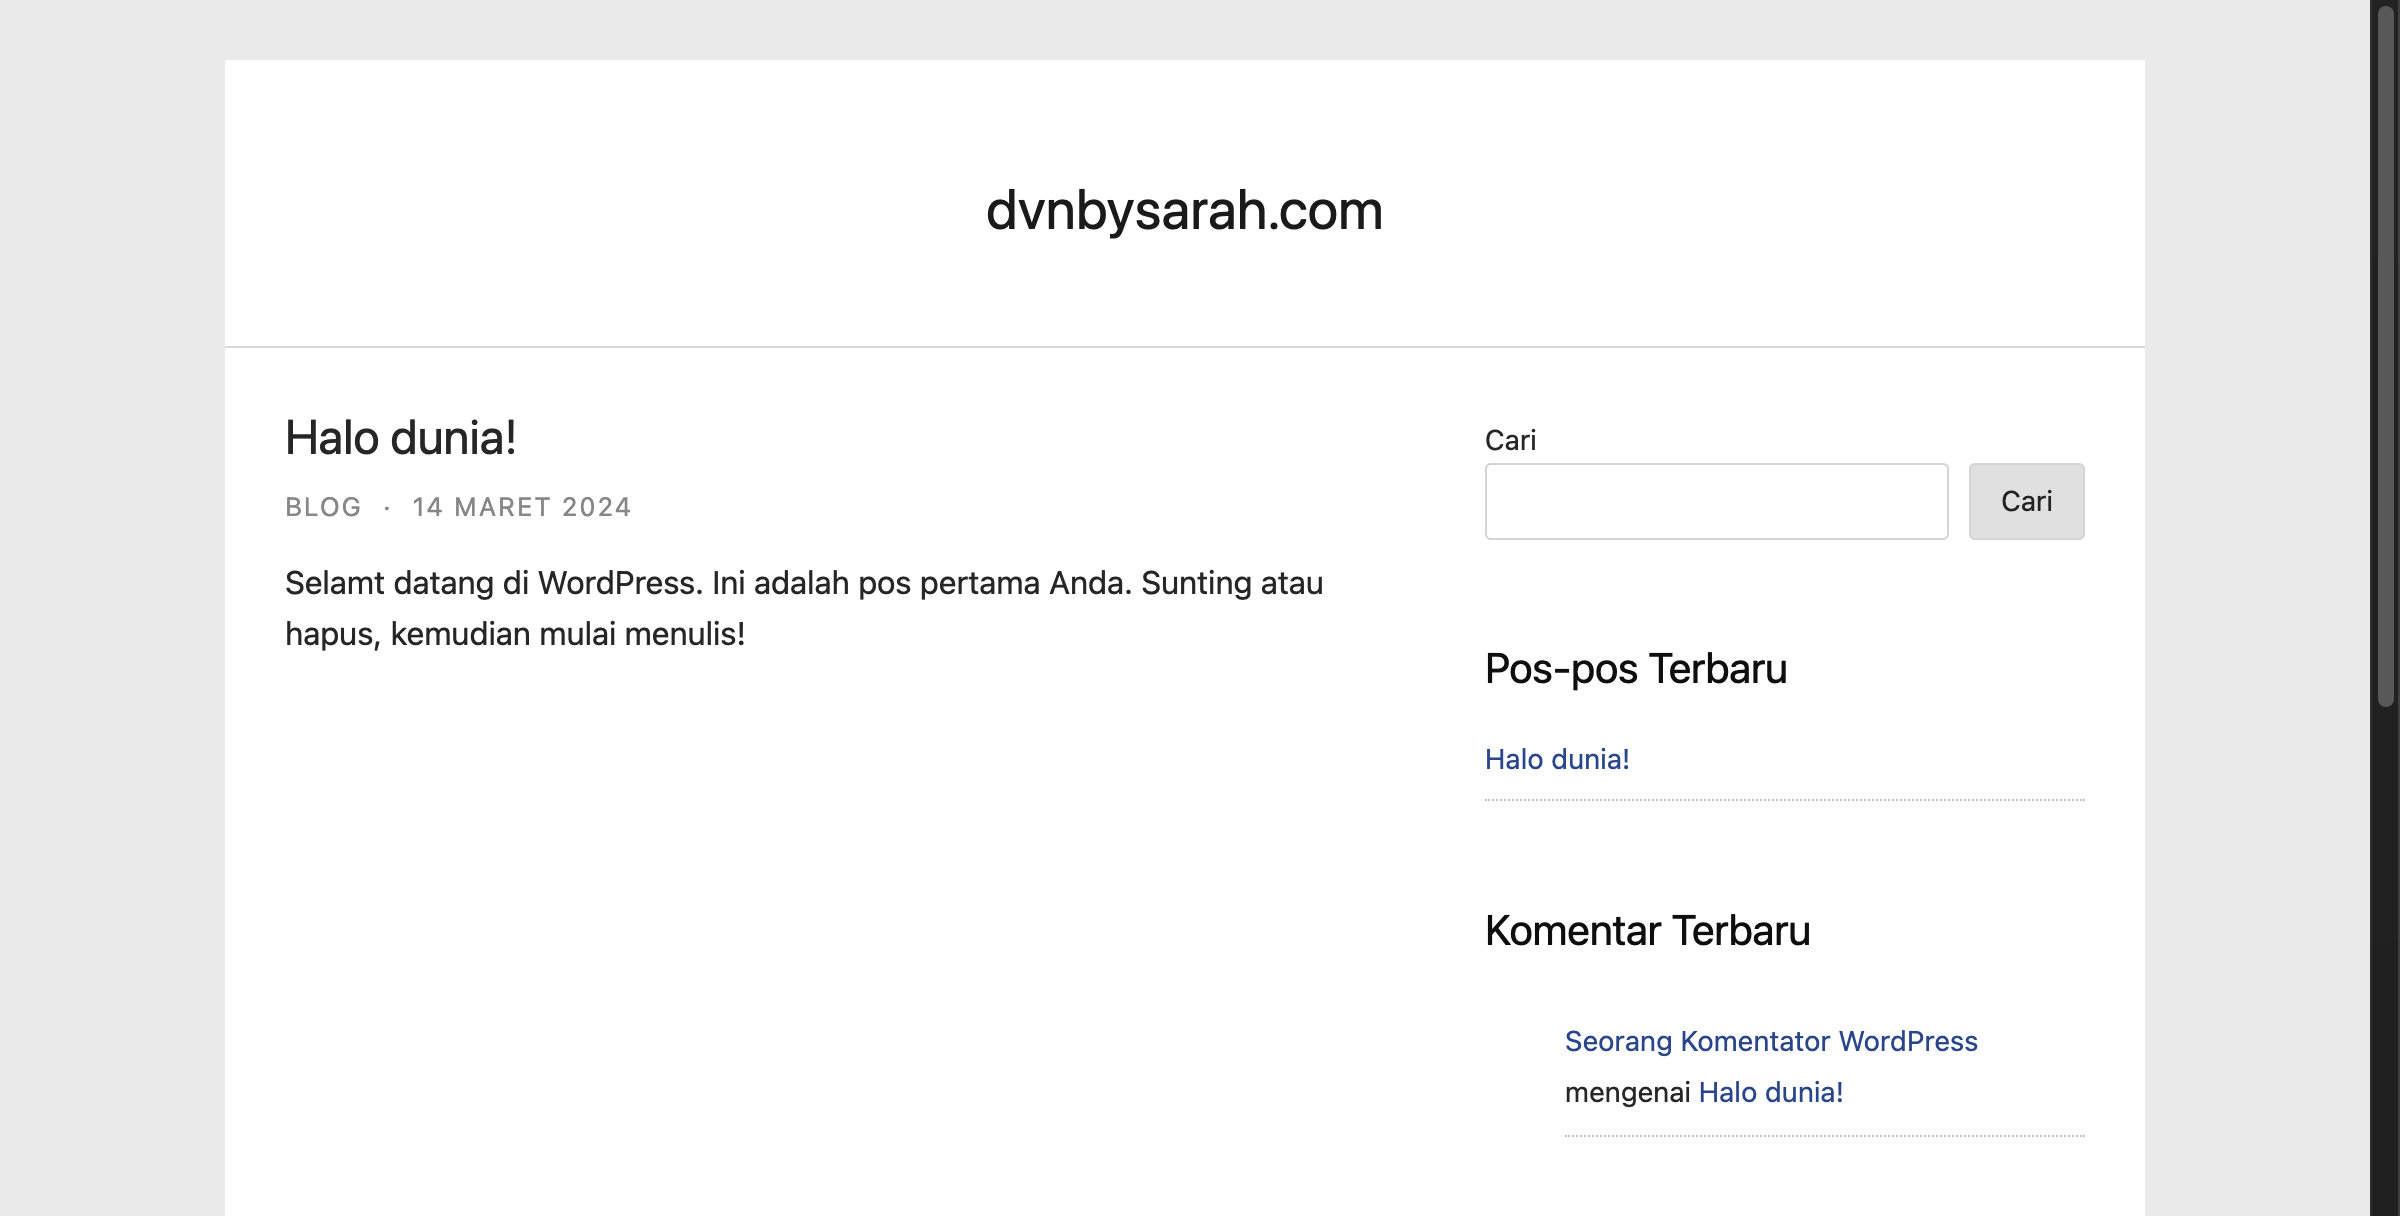 dvnbysarah.com
Halo dunia!
BLOG · 14 MARET 2024
Selamt datang di WordPress. Ini adalah pos pertama Anda. Sunting atau
hapus, kemudian mulai menulis!
Cari
Cari
Pos-pos Terbaru
Halo dunia!
Komentar Terbaru
Seorang Komentator WordPress
mengenai Halo dunia!